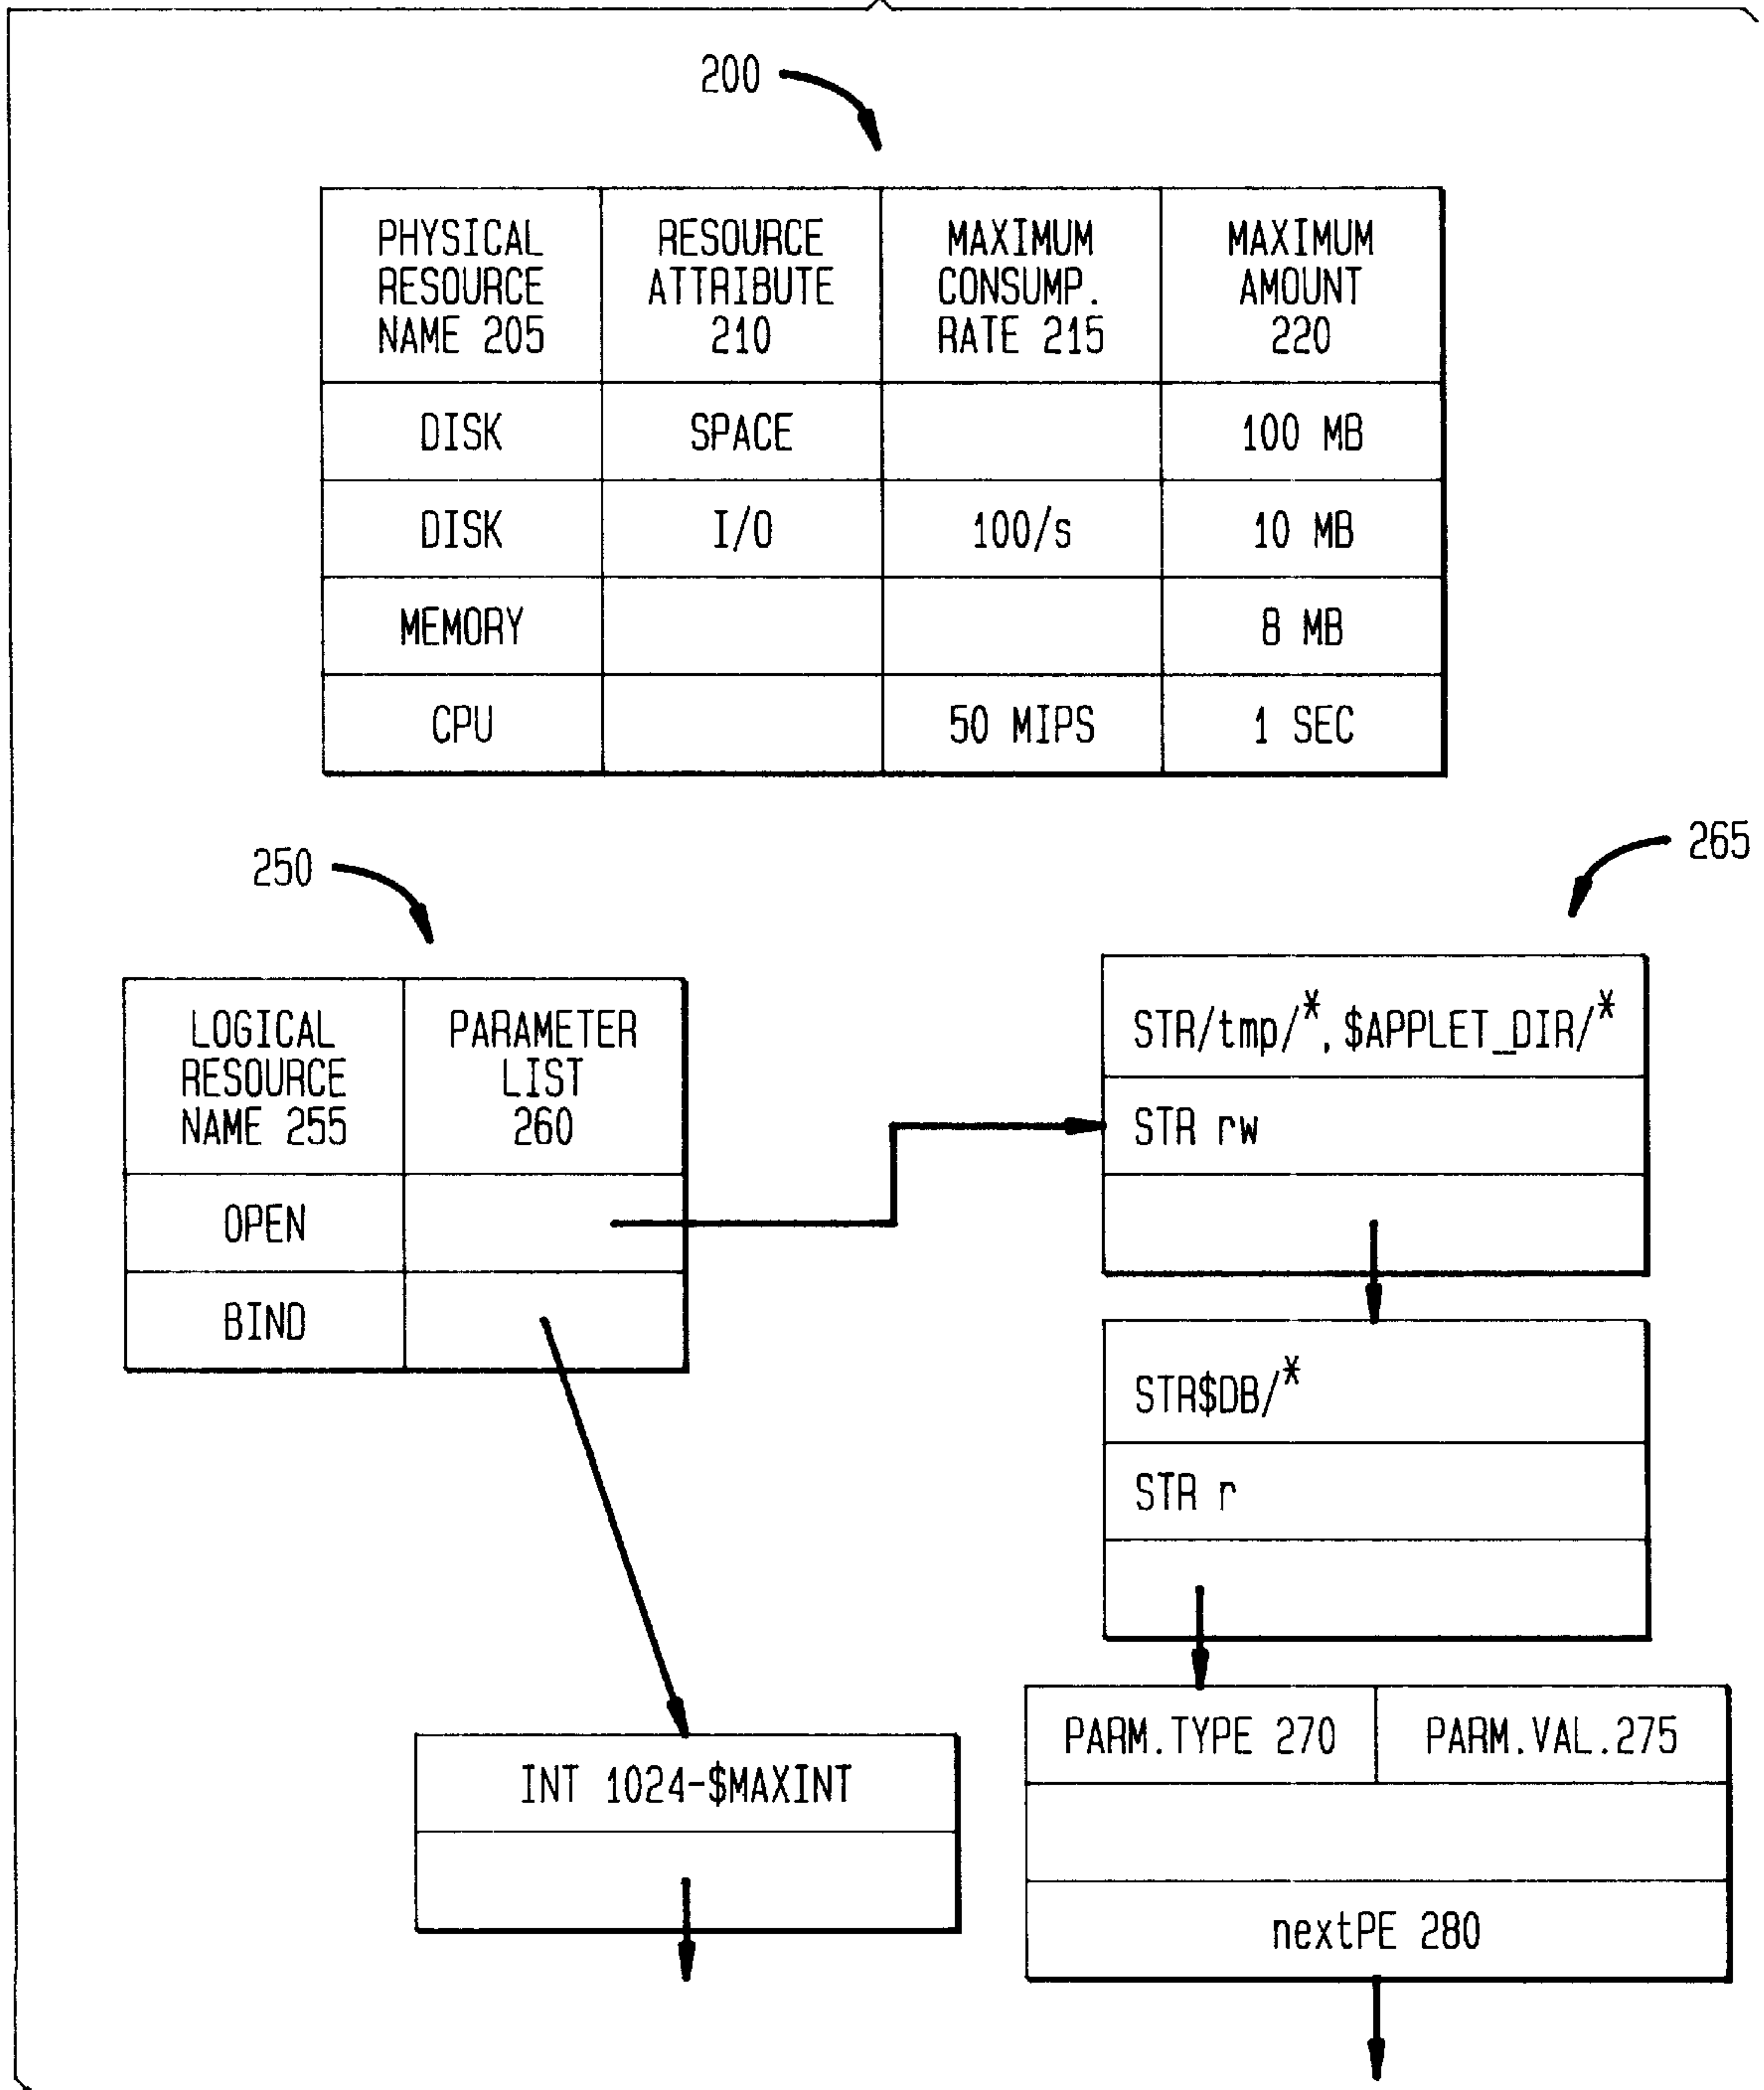 200
PHYSICAL RESOURCE NAME 205 RESOURCE ATTRIBUTE 210 MAXIMUM CONSUMP. RATE 215 MAXIMUM AMOUNT 220
DISK SPACE 100 MB
DISK I/O 100/s 10 MB
MEMORY 8 MB
CPU 50 MIPS 1 SEC
250
265
LOGICAL RESOURCE NAME 255 PARAMETER LIST 260
OPEN
BIND
STR/tmp/*, $APPLET_DIR/*
STR rw
STR$DB/*
STR r
INT 1024-$MAXINT
PARM.TYPE 270 PARM.VAL.275
nextPE 280